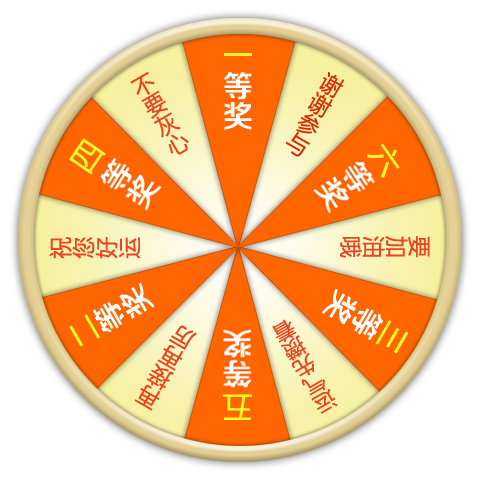 一等奖
谢谢参与
六等奖
要加油哦
三等奖
运气先攒着
五等奖
再接再厉
二等奖
祝您好运
四等奖
不要灰心